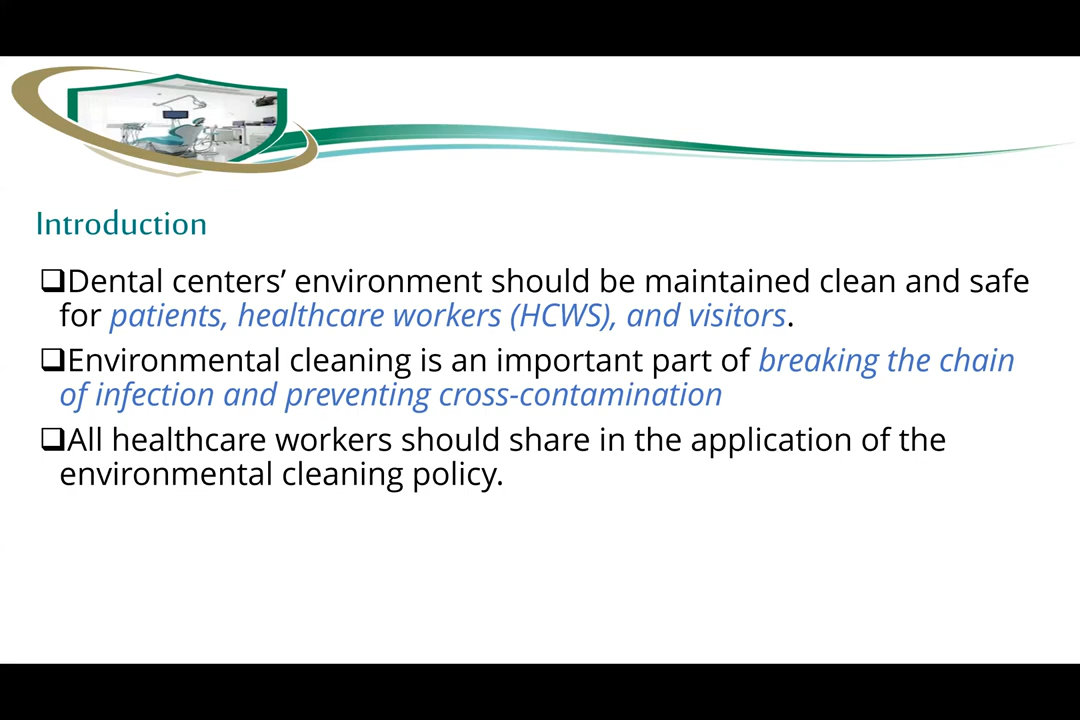 Introduction
❑Dental centers’ environment should be maintained clean and safe
for patients, healthcare workers (HCWS), and visitors.
❑Environmental cleaning is an important part of breaking the chain
of infection and preventing cross-contamination
❑All healthcare workers should share in the application of the
environmental cleaning policy.